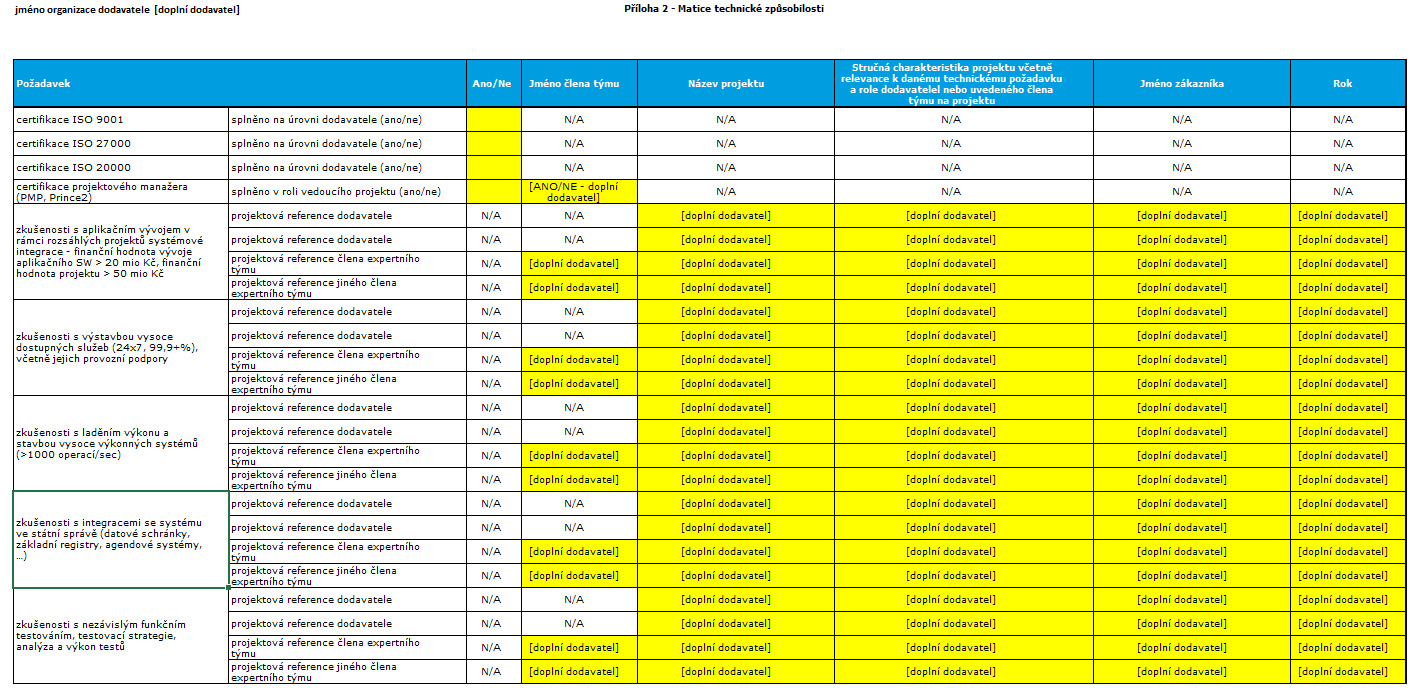 jméno organizace dodavatele [doplní dodavatel]
Příloha 2 - Matice technické způsobilosti
Požadavek
Ano/Ne
Jméno člena týmu
Název projektu
Stručná charakteristika projektu včetně
relevance k danému technickému požadavku
a role dodavatelel nebo uvedeného člena
týmu na projektu
Jméno zákazníka
Rok
certifikace ISO 9001
splněno na úrovni dodavatele (ano/ne)
N/A
N/A
N/A
N/A
N/A
certifikace ISO 27000
splněno na úrovni dodavatele (ano/ne)
N/A
N/A
N/A
N/A
N/A
certifikace ISO 20000
splněno na úrovni dodavatele (ano/ne)
N/A
N/A
N/A
N/A
N/A
certifikace projektového manažera
(PMP, Prince2)
splněno v roli vedoucího projektu (ano/ne)
[ANO/NE - doplní
dodavatel]
N/A
N/A
N/A
N/A
zkušenosti s aplikačním vývojem v
rámci rozsáhlých projektů systémové
integrace - finanční hodnota vývoje
aplikačního SW > 20 mio Kč, finanční
hodnota projektu > 50 mio Kč
projektová reference dodavatele
N/A
N/A
[doplní dodavatel]
[doplní dodavatel]
[doplní dodavatel]
[doplní dodavatel]
projektová reference dodavatele
N/A
N/A
[doplní dodavatel]
[doplní dodavatel]
[doplní dodavatel]
[doplní dodavatel]
projektová reference člena expertního
týmu
N/A
[doplní dodavatel]
[doplní dodavatel]
[doplní dodavatel]
[doplní dodavatel]
[doplní dodavatel]
projektová reference jiného člena
expertního týmu
N/A
[doplní dodavatel]
[doplní dodavatel]
[doplní dodavatel]
[doplní dodavatel]
[doplní dodavatel]
zkušenosti s výstavbou vysoce
dostupných služeb (24x7, 99,9+%),
včetně jejich provozní podpory
projektová reference dodavatele
N/A
N/A
[doplní dodavatel]
[doplní dodavatel]
[doplní dodavatel]
[doplní dodavatel]
projektová reference dodavatele
N/A
N/A
[doplní dodavatel]
[doplní dodavatel]
[doplní dodavatel]
[doplní dodavatel]
projektová reference člena expertního
týmu
N/A
[doplní dodavatel]
[doplní dodavatel]
[doplní dodavatel]
[doplní dodavatel]
[doplní dodavatel]
projektová reference jiného člena
expertního týmu
N/A
[doplní dodavatel]
[doplní dodavatel]
[doplní dodavatel]
[doplní dodavatel]
[doplní dodavatel]
zkušenosti s laděním výkonu a
stavbou vysoce výkonných systémů
(>1000 operací/sec)
projektová reference dodavatele
N/A
N/A
[doplní dodavatel]
[doplní dodavatel]
[doplní dodavatel]
[doplní dodavatel]
projektová reference dodavatele
N/A
N/A
[doplní dodavatel]
[doplní dodavatel]
[doplní dodavatel]
[doplní dodavatel]
projektová reference člena expertního
týmu
N/A
[doplní dodavatel]
[doplní dodavatel]
[doplní dodavatel]
[doplní dodavatel]
[doplní dodavatel]
projektová reference jiného člena
expertního týmu
N/A
[doplní dodavatel]
[doplní dodavatel]
[doplní dodavatel]
[doplní dodavatel]
[doplní dodavatel]
zkušenosti s integracemi se systému
ve státní správě (datové schránky,
základní registry, agendové systémy,
…)
projektová reference dodavatele
N/A
N/A
[doplní dodavatel]
[doplní dodavatel]
[doplní dodavatel]
[doplní dodavatel]
projektová reference dodavatele
N/A
N/A
[doplní dodavatel]
[doplní dodavatel]
[doplní dodavatel]
[doplní dodavatel]
projektová reference člena expertního
týmu
N/A
[doplní dodavatel]
[doplní dodavatel]
[doplní dodavatel]
[doplní dodavatel]
[doplní dodavatel]
projektová reference jiného člena
expertního týmu
N/A
[doplní dodavatel]
[doplní dodavatel]
[doplní dodavatel]
[doplní dodavatel]
[doplní dodavatel]
zkušenosti s nezávislým funkčním
testováním, testovací strategie,
analýza a výkon testů
projektová reference dodavatele
N/A
N/A
[doplní dodavatel]
[doplní dodavatel]
[doplní dodavatel]
[doplní dodavatel]
projektová reference dodavatele
N/A
N/A
[doplní dodavatel]
[doplní dodavatel]
[doplní dodavatel]
[doplní dodavatel]
projektová reference člena expertního
týmu
N/A
[doplní dodavatel]
[doplní dodavatel]
[doplní dodavatel]
[doplní dodavatel]
[doplní dodavatel]
projektová reference jiného člena
expertního týmu
N/A
[doplní dodavatel]
[doplní dodavatel]
[doplní dodavatel]
[doplní dodavatel]
[doplní dodavatel]